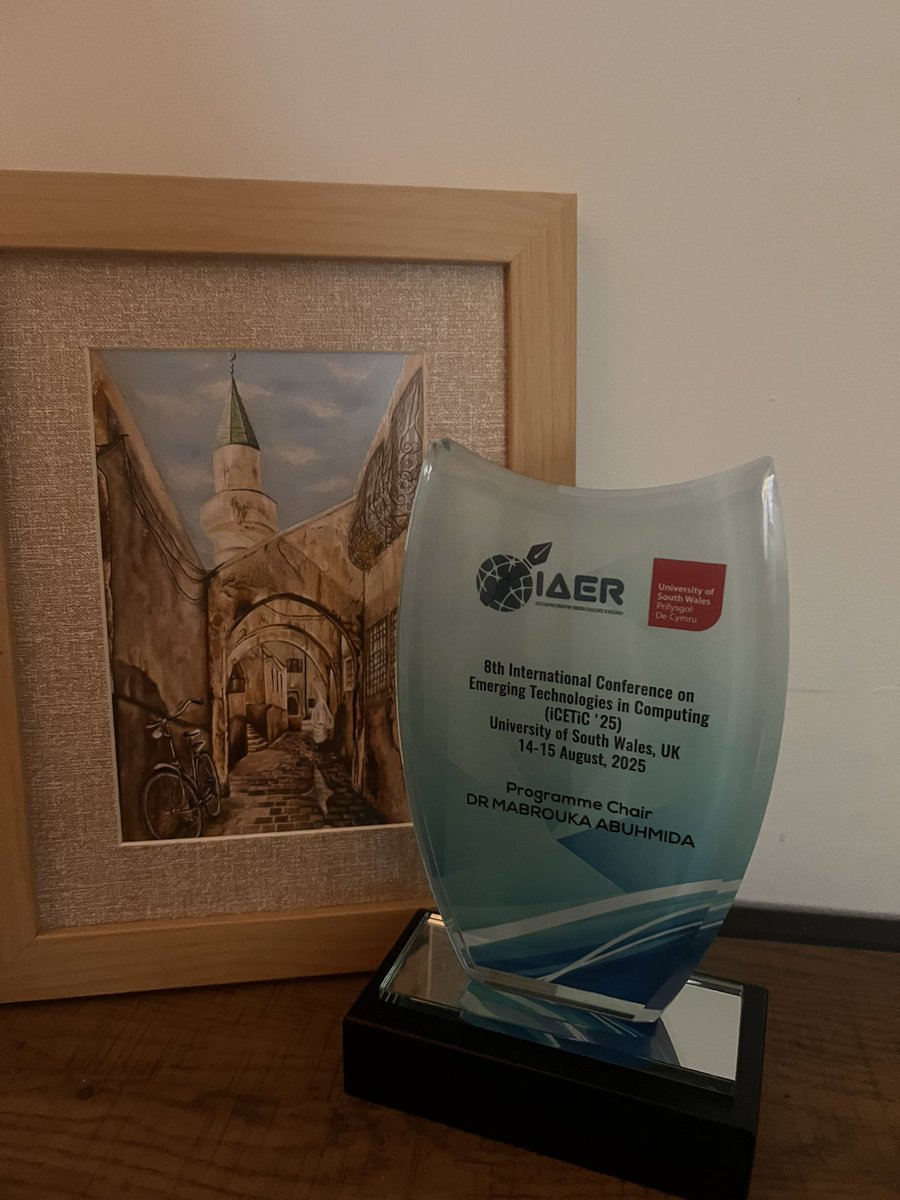 IAER
University of
South Wales
Prifysgol
De Cymru
8th International Conference on
Emerging Technologies in Computing
(iCETiC '25)
University of South Wales, UK
14-15 August, 2025
Programme Chair
DR MABROUKA ABUHMIDA